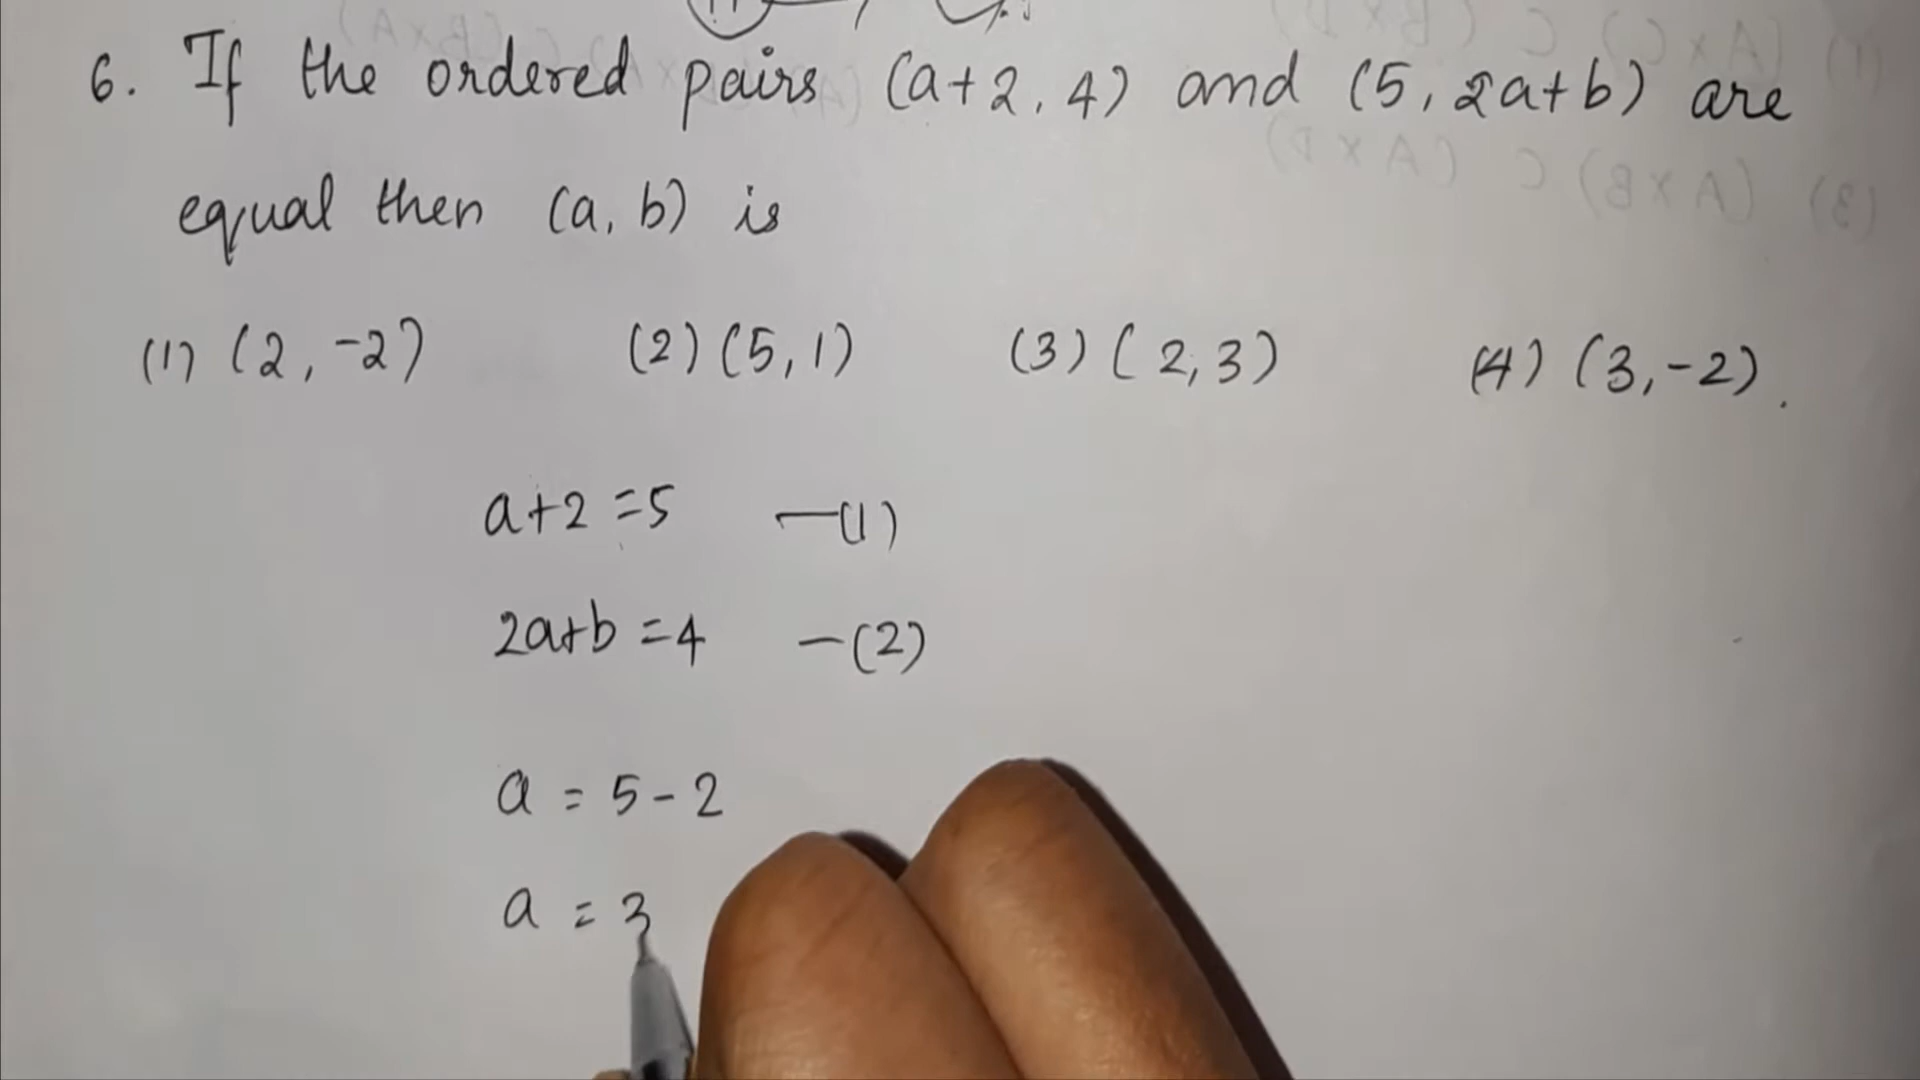 6. If the ordered pairs (a+2, 4) and (5, 2a+b) are
equal then (a, b) is
(1) (2, -2) (2) (5, 1) (3) (2, 3) (4) (3, -2).
a+2 = 5 —(1)
2a+b = 4 —(2)
a = 5 - 2
a = 3